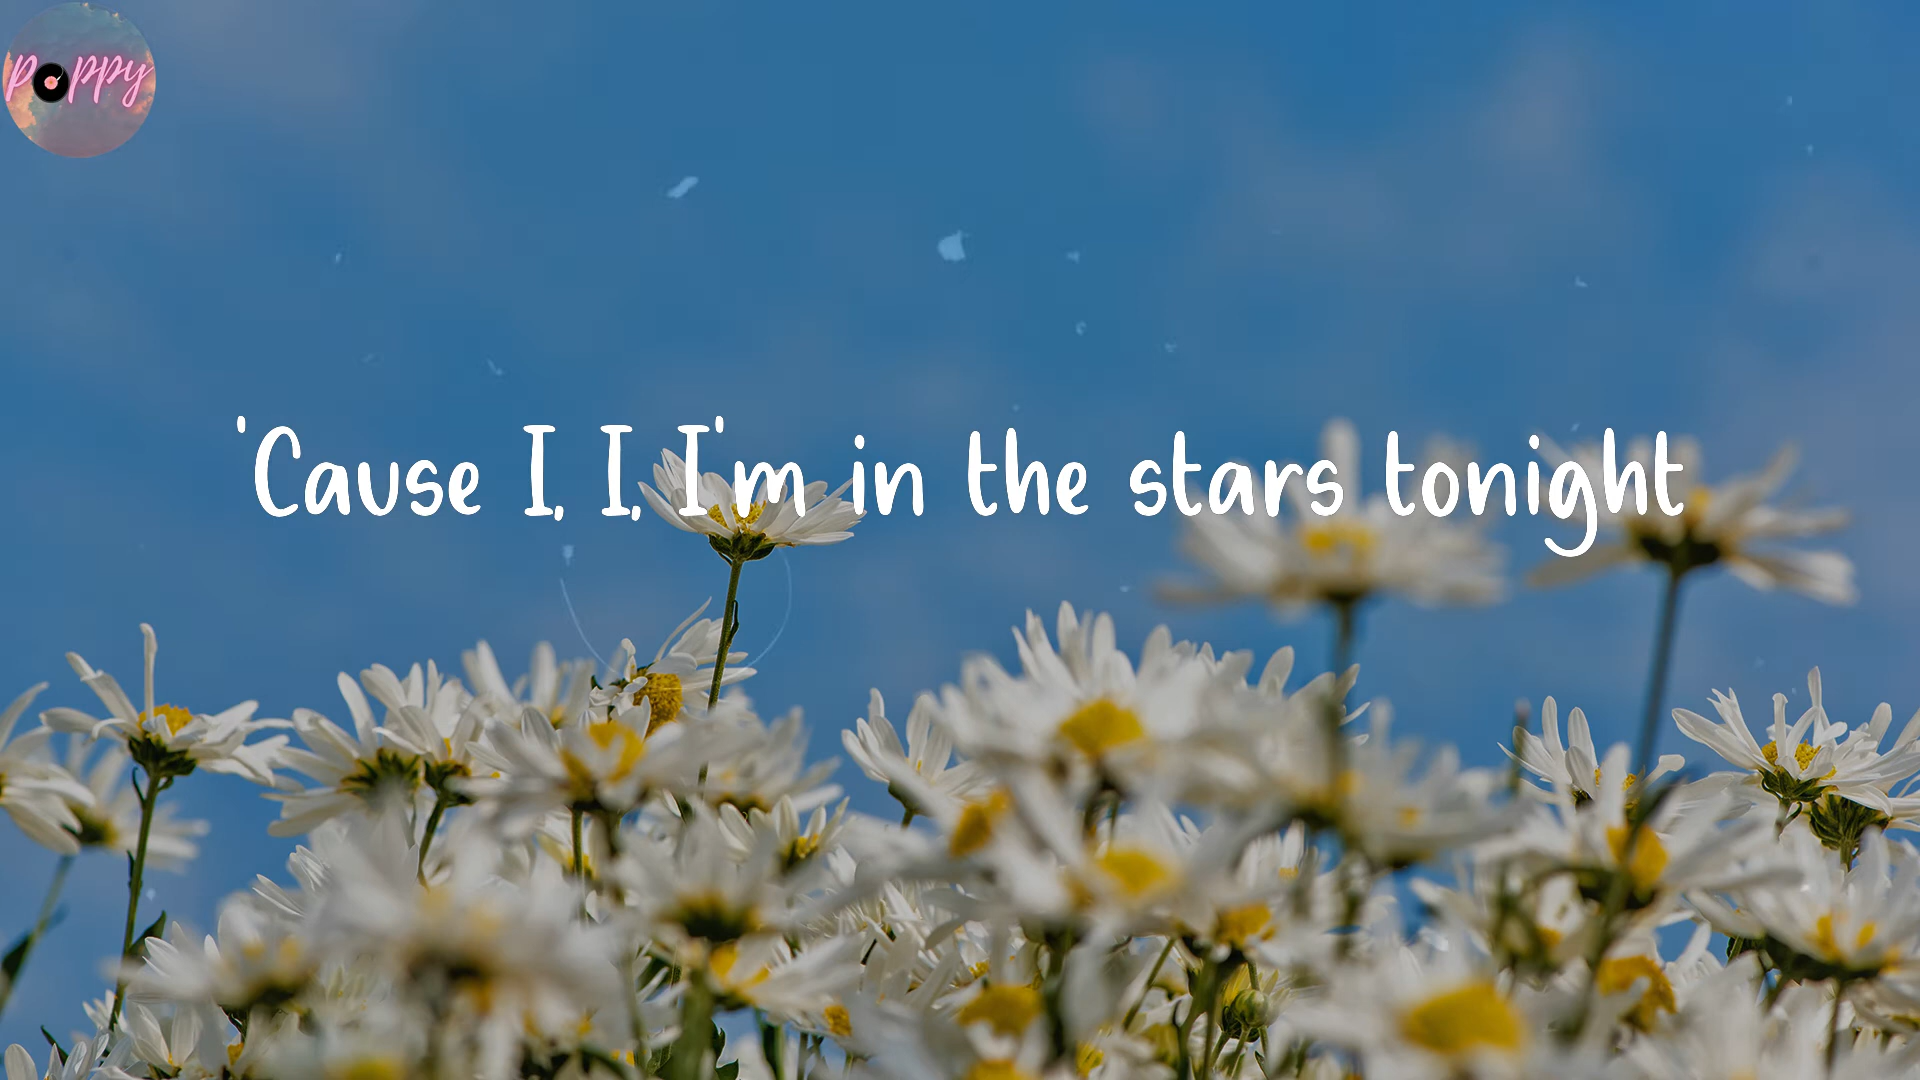 Poppy
'Cause I, I, I'm in the stars tonight